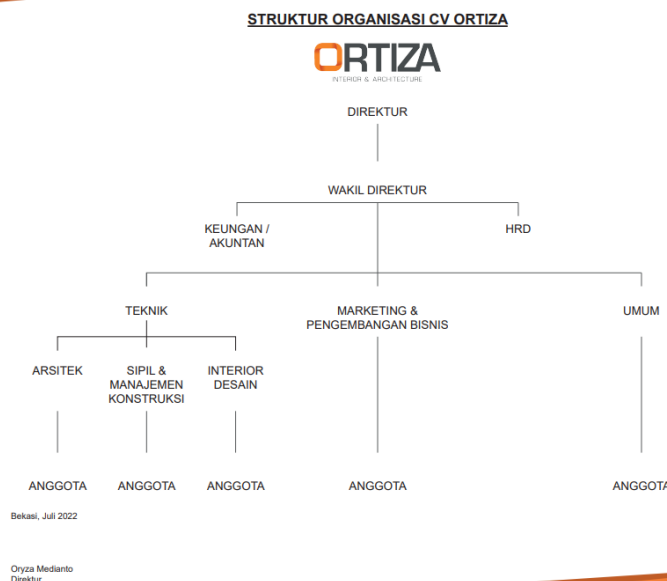 STRUKTUR ORGANISASI CV ORTIZA
ORTIZA
INTERIOR & ARCHITECTURE
DIREKTUR
WAKIL DIREKTUR
KEUNGAN /
AKUNTAN
HRD
TEKNIK
MARKETING &
PENGEMBANGAN BISNIS
UMUM
ARSITEK
SIPIL &
MANAJEMEN
KONSTRUKSI
INTERIOR
DESAIN
ANGGOTA
ANGGOTA
ANGGOTA
ANGGOTA
ANGGOTA
Bekasi, Juli 2022
Oryza Medianto
Direktur